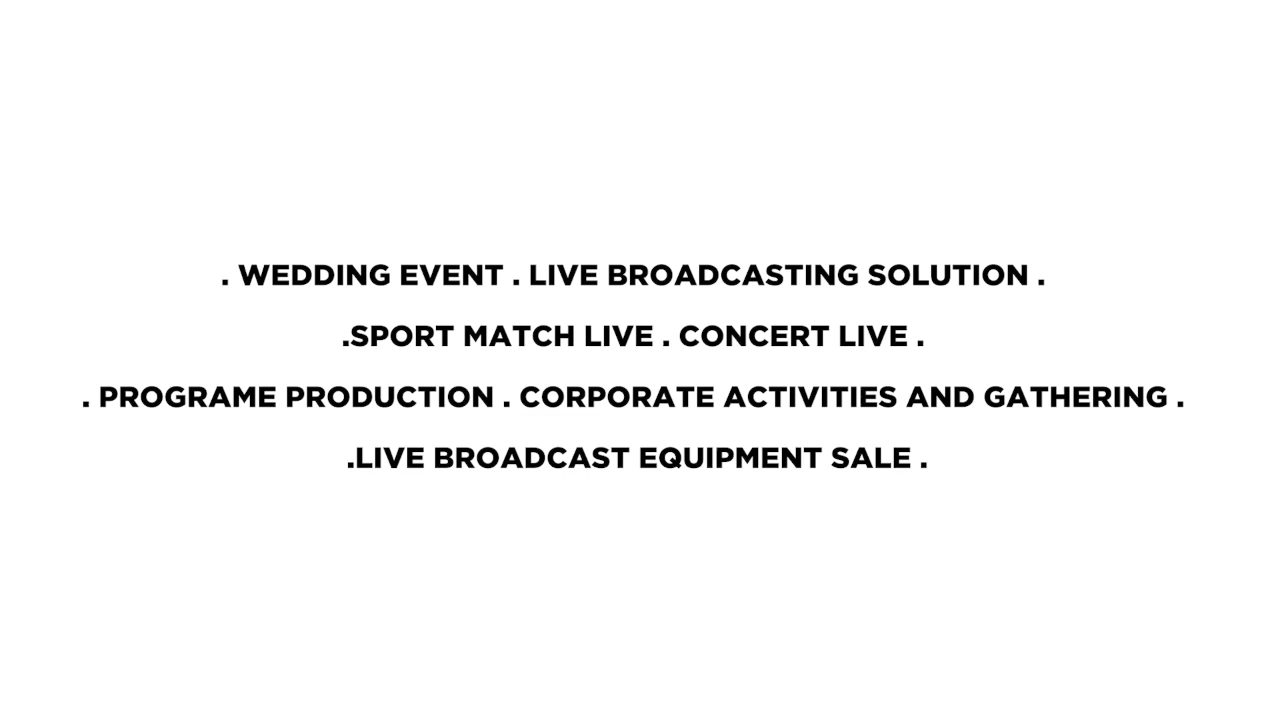 . WEDDING EVENT . LIVE BROADCASTING SOLUTION .
.SPORT MATCH LIVE . CONCERT LIVE .
. PROGRAME PRODUCTION . CORPORATE ACTIVITIES AND GATHERING .
.LIVE BROADCAST EQUIPMENT SALE .